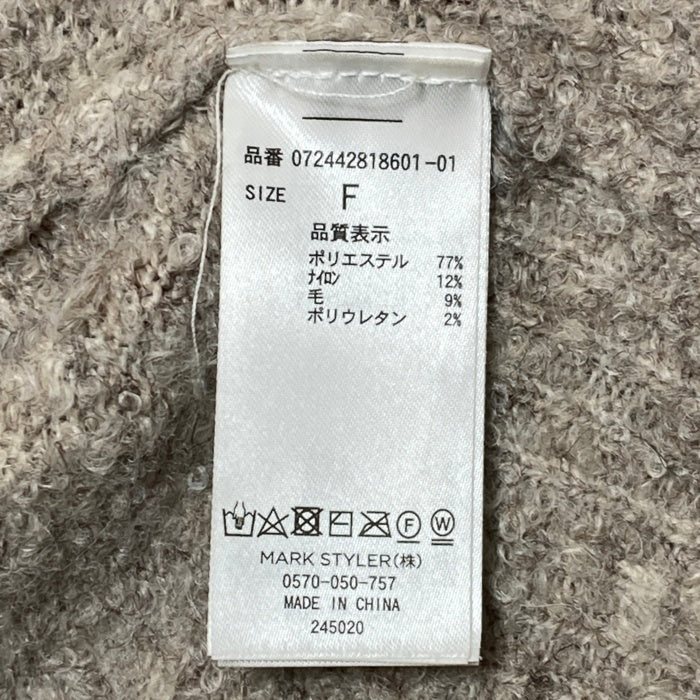 品番 072442818601-01
SIZE F
品質表示
ポリエステル 77%
ﾅｲﾛﾝ 12%
毛 9%
ポリウレタン 2%
F W
MARK STYLER(株)
0570-050-757
MADE IN CHINA
245020